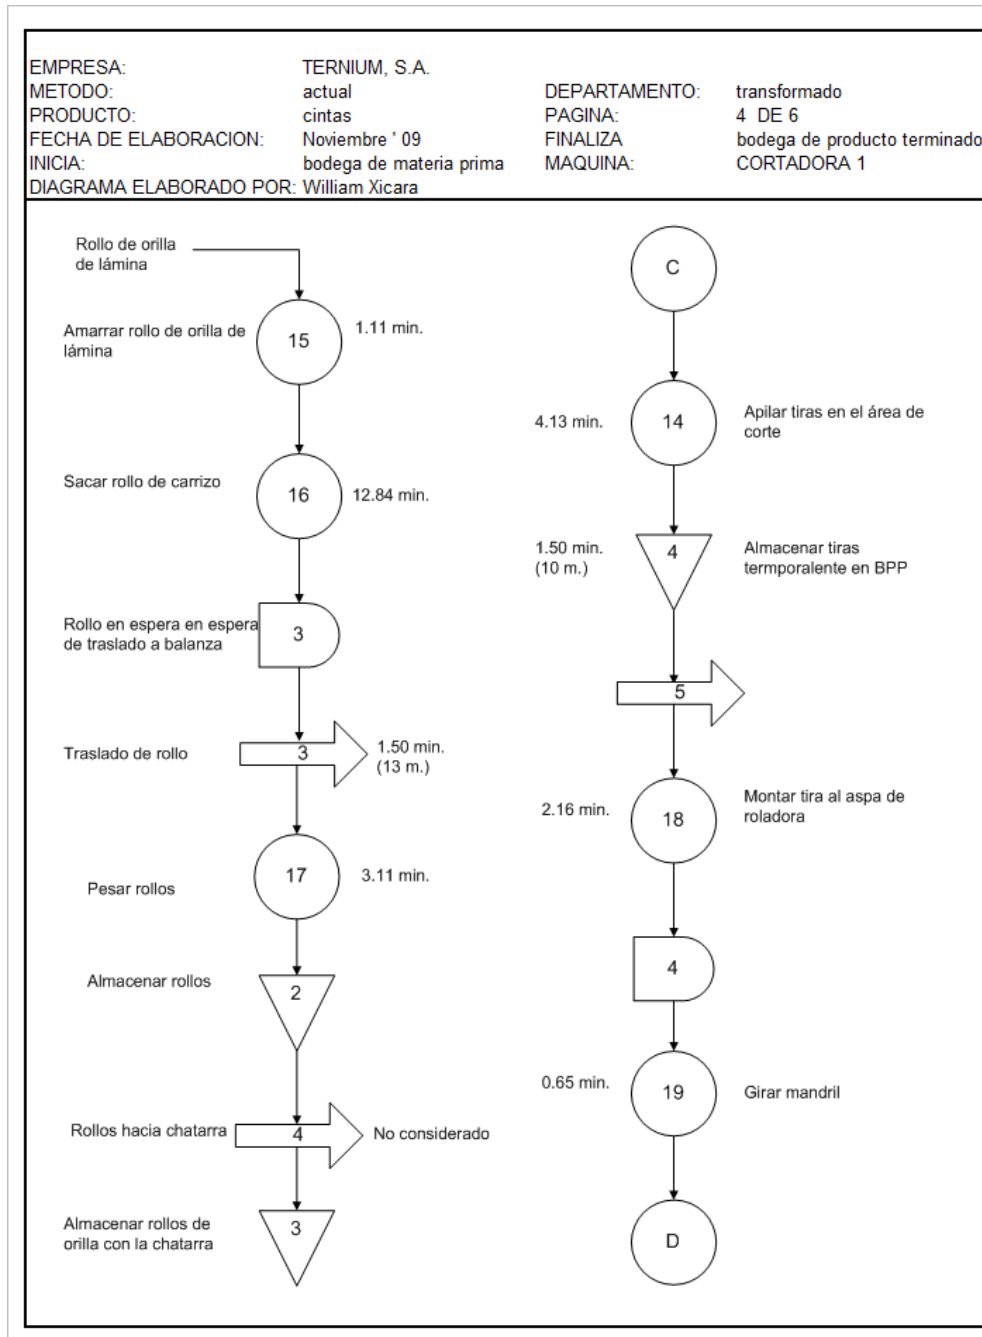 EMPRESA: TERNIUM, S.A.
METODO: actual DEPARTAMENTO: transformado
PRODUCTO: cintas PAGINA: 4 DE 6
FECHA DE ELABORACION: Noviembre ' 09 FINALIZA bodega de producto terminado
INICIA: bodega de materia prima MAQUINA: CORTADORA 1
DIAGRAMA ELABORADO POR: William Xicara
Rollo de orilla
de lámina
Amarrar rollo de orilla de
lámina
15
1.11 min.
Sacar rollo de carrizo
16
12.84 min.
Rollo en espera en espera
de traslado a balanza
3
Traslado de rollo
3
1.50 min.
(13 m.)
Pesar rollos
17
3.11 min.
Almacenar rollos
2
Rollos hacia chatarra
4
No considerado
Almacenar rollos de
orilla con la chatarra
3
C
4.13 min.
14
Apilar tiras en el área de
corte
1.50 min.
(10 m.)
4
Almacenar tiras
termporalente en BPP
5
2.16 min.
18
Montar tira al aspa de
roladora
4
0.65 min.
19
Girar mandril
D